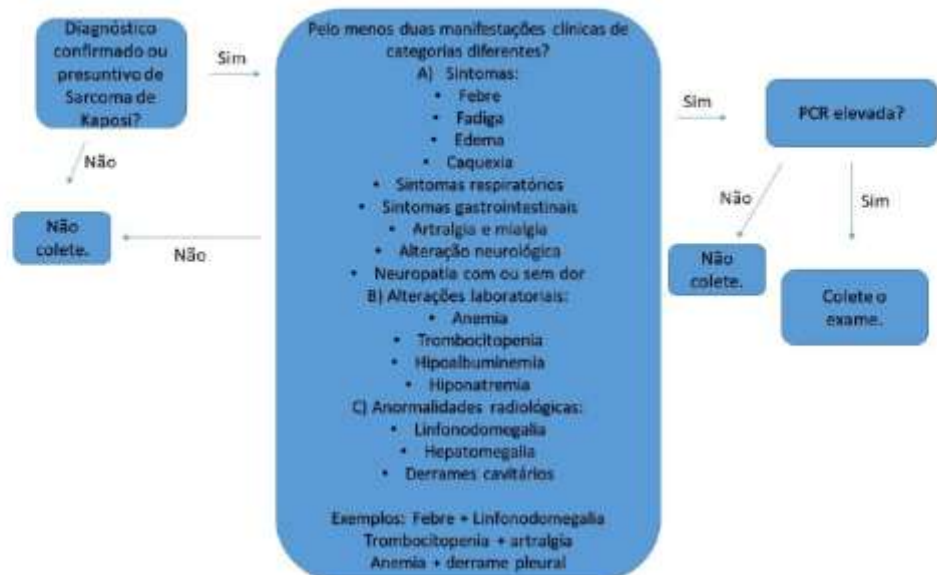 Diagnóstico
confirmado ou
presuntivo de
Sarcoma de
Kaposi?
Sim
Não
Não
colete.
Pelo menos duas manifestações clínicas de
categorias diferentes?
A) Sintomas:
• Febre
• Fadiga
• Edema
• Caquexia
• Sintomas respiratórios
• Sintomas gastrointestinais
• Artralgia e mialgia
• Alteração neurológica
• Neuropatia com ou sem dor
B) Alterações laboratoriais:
• Anemia
• Trombocitopenia
• Hipoalbuminemia
• Hiponatremia
C) Anormalidades radiológicas:
• Linfonodomegalia
• Hepatomegalia
• Derrames cavitários
Exemplos: Febre + Linfonodomegalia
Trombocitopenia + artralgia
Anemia + derrame pleural
Não
Sim
PCR elevada?
Não
Sim
Não
colete.
Colete o
exame.